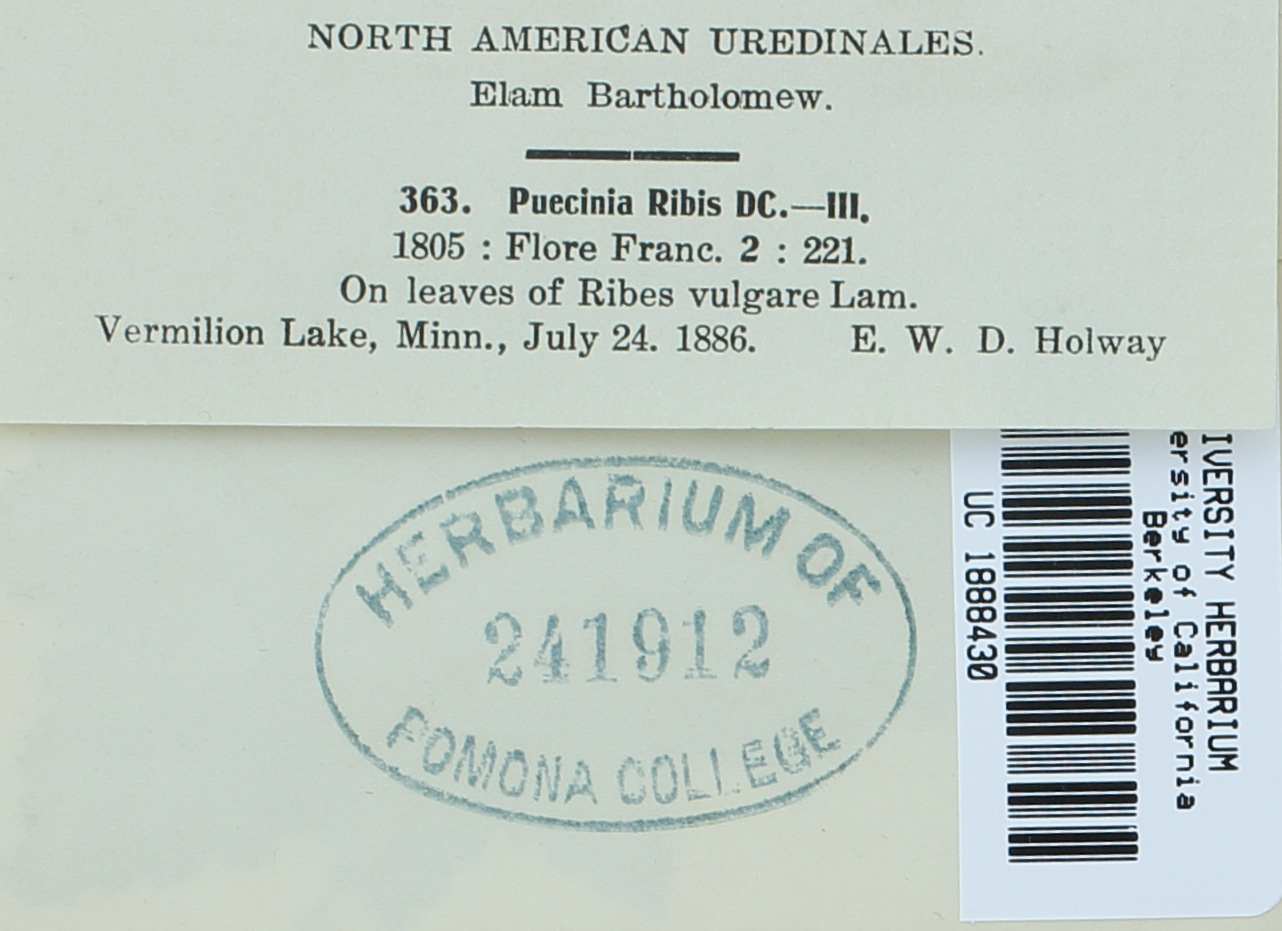 NORTH AMERICAN UREDINALES.
Elam Bartholomew.
363. Puecinia Ribis DC.—III.
1805 : Flore Franc. 2 : 221.
On leaves of Ribes vulgare Lam.
Vermilion Lake, Minn., July 24. 1886. E. W. D. Holway
HERBARIUM OF
241912
POMONA COLLEGE
IVERSITY HERBARIUM
ersity of California
Berkeley
UC 1888430